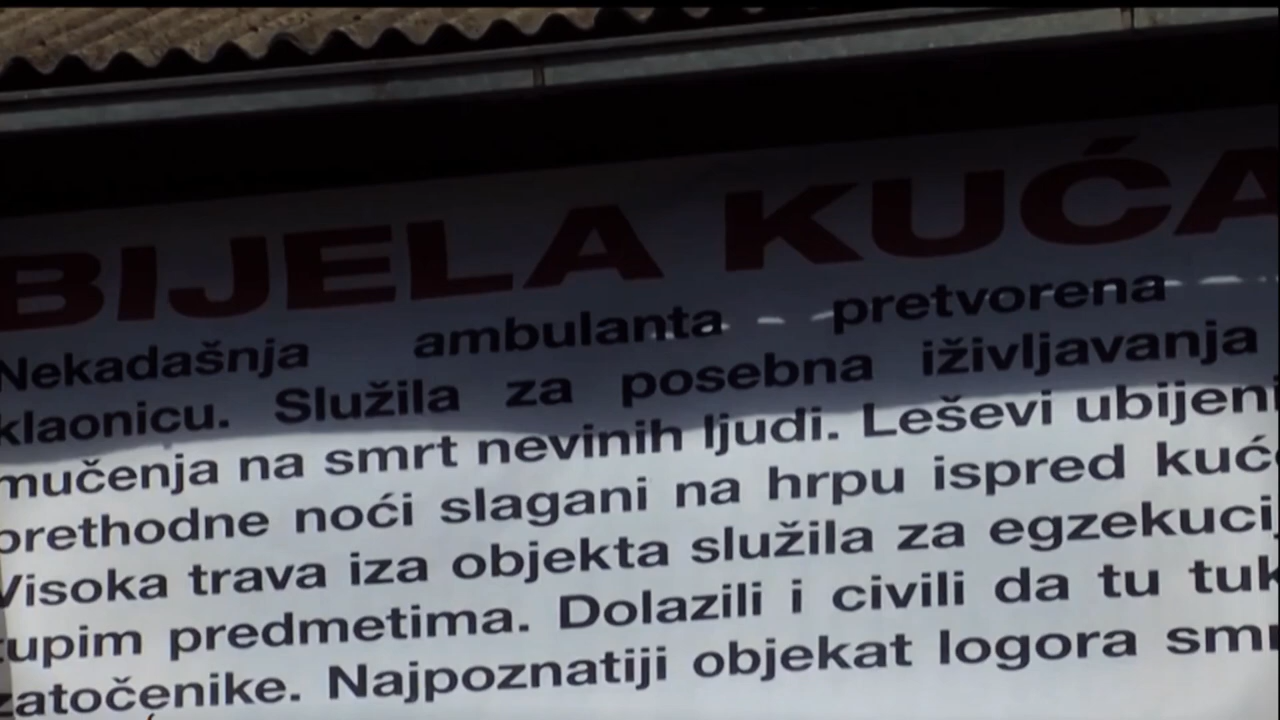 BIJELA KUĆA
Nekadašnja ambulanta pretvorena
klaonicu. Služila za posebna iživljavanja
mučenja na smrt nevinih ljudi. Leševi ubijeni
prethodne noći slagani na hrpu ispred kuć
Visoka trava iza objekta služila za egzekuci
tupim predmetima. Dolazili i civili da tu tuk
zatočenike. Najpoznatiji objekat logora smr